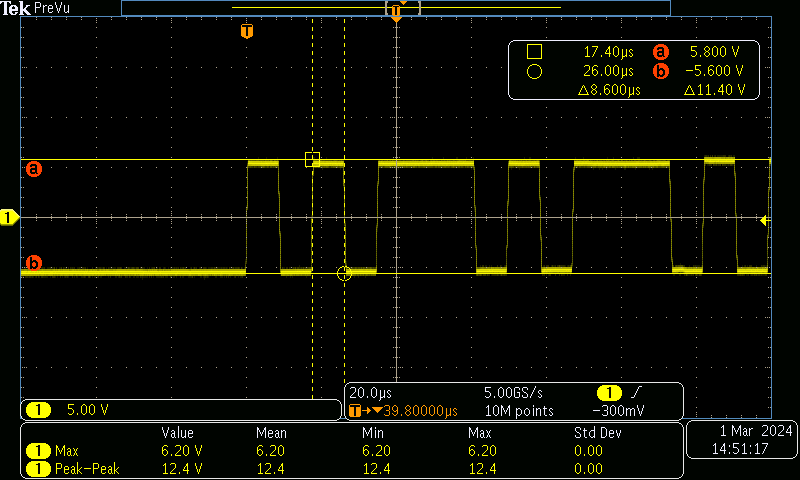 Tek PreVu
T
T
17.40µs a 5.800 V
26.00µs b −5.600 V
△8.600µs △11.40 V
a
1
b
1 5.00 V
20.0µs 5.00GS/s 1
T→▼39.80000µs 10M points −300mV
Value Mean Min Max Std Dev
1 Max 6.20 V 6.20 6.20 6.20 0.00
1 Peak−Peak 12.4 V 12.4 12.4 12.4 0.00
1 Mar 2024
14:51:17